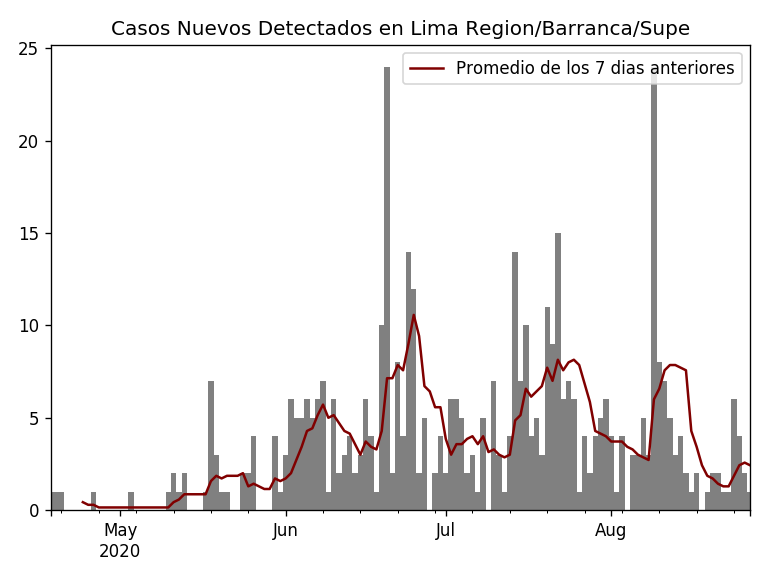 Casos Nuevos Detectados en Lima Region/Barranca/Supe
Promedio de los 7 dias anteriores
25
20
15
10
5
0
May
2020
Jun
Jul
Aug